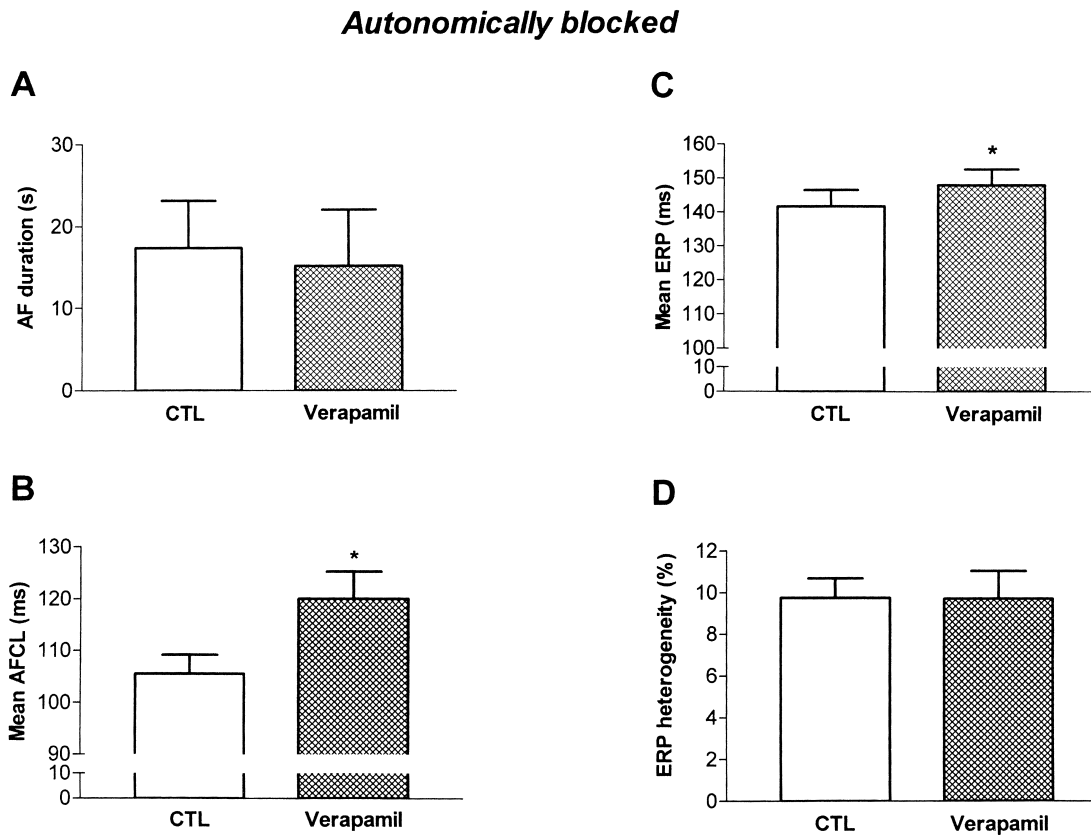 Autonomically blocked
A
AF duration (s)
30
20
10
0
CTL
Verapamil
C
Mean ERP (ms)
160
*
150
140
130
120
110
100
10
0
CTL
Verapamil
B
Mean AFCL (ms)
130
*
120
110
100
90
10
0
CTL
Verapamil
D
ERP heterogeneity (%)
12
10
8
6
4
2
0
CTL
Verapamil